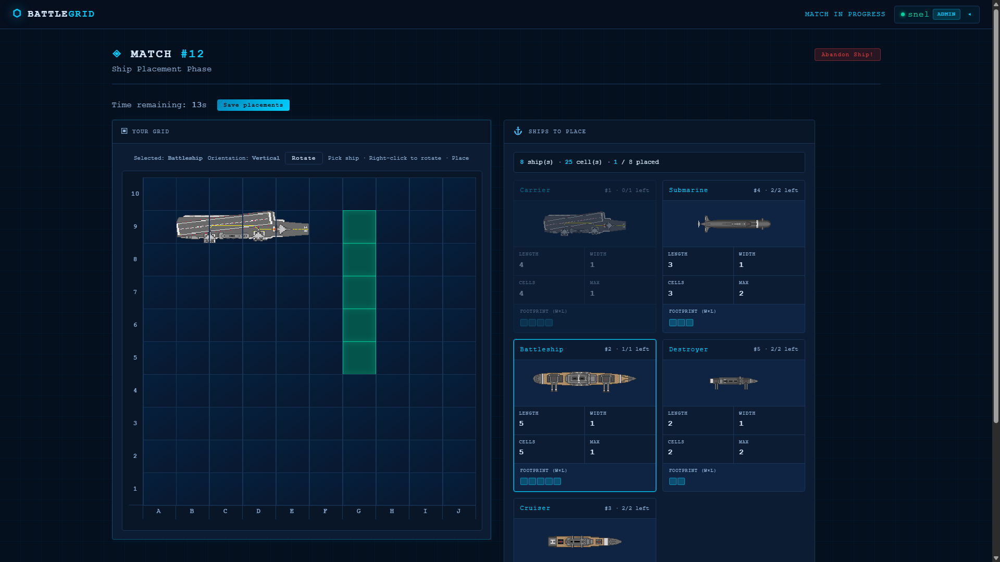 BATTLEGRID
MATCH IN PROGRESS
snel ADMIN
MATCH #12
Ship Placement Phase
Abandon Ship!
Time remaining: 13s
Save placements
YOUR GRID
Selected: Battleship Orientation: Vertical Rotate Pick ship · Right-click to rotate · Place
10
9
8
7
6
5
4
3
2
1
A B C D E F G H I J
SHIPS TO PLACE
8 ship(s) · 25 cell(s) · 1 / 8 placed
Carrier #1 · 0/1 left
LENGTH WIDTH
4 1
CELLS MAX
4 1
FOOTPRINT (W×L)
Submarine #4 · 2/2 left
LENGTH WIDTH
3 1
CELLS MAX
3 2
FOOTPRINT (W×L)
Battleship #2 · 1/1 left
LENGTH WIDTH
5 1
CELLS MAX
5 1
FOOTPRINT (W×L)
Destroyer #5 · 2/2 left
LENGTH WIDTH
2 1
CELLS MAX
2 2
FOOTPRINT (W×L)
Cruiser #3 · 2/2 left
H